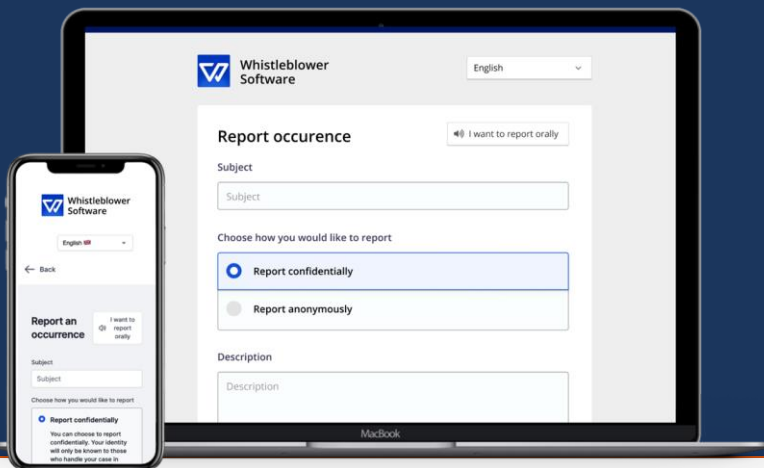 Whistleblower
Software
English
Report occurence
I want to report orally
Subject
Subject
Choose how you would like to report
Report confidentially
Report anonymously
Description
Description
MacBook
Whistleblower
Software
English
Back
Report an
occurrence
I want to
report
orally
Subject
Subject
Choose how you would like to report
Report confidentially
You can choose to report
confidentially. Your identity
will only be known to those
who handle your case in